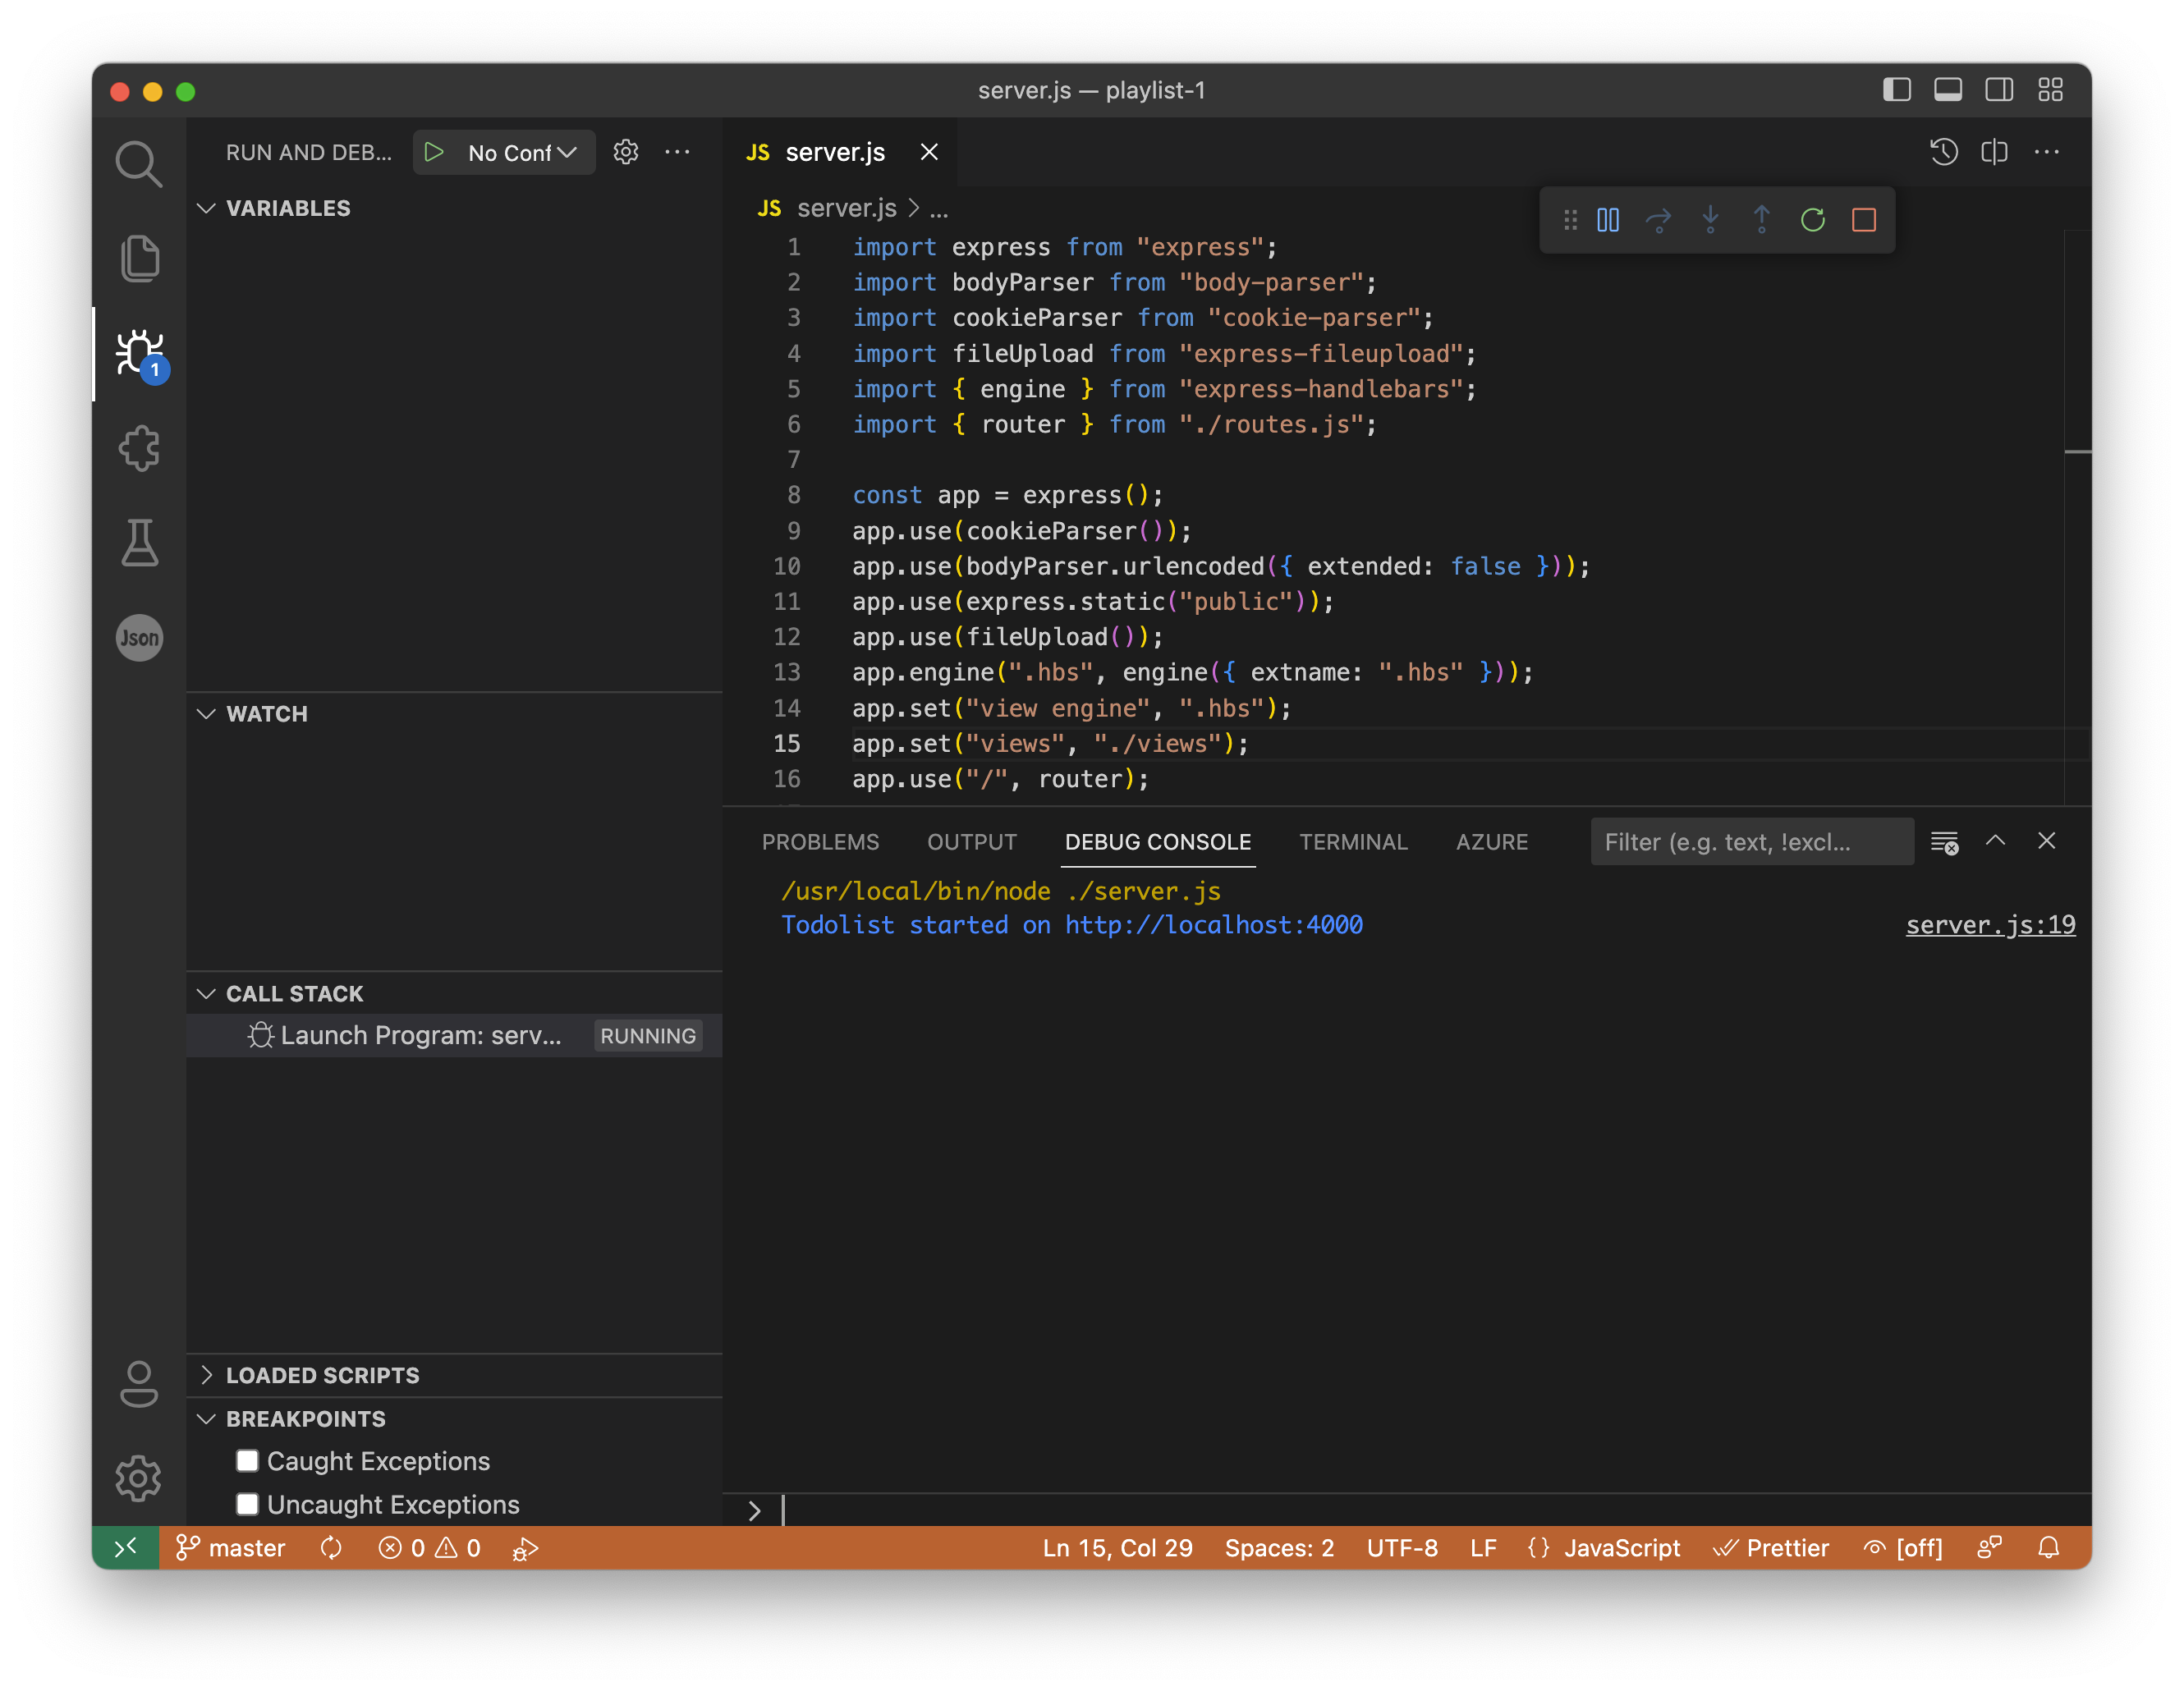 server.js — playlist-1
RUN AND DEB...
No Conf
JS server.js
JS server.js > ...
VARIABLES
1 import express from "express";
2 import bodyParser from "body-parser";
3 import cookieParser from "cookie-parser";
4 import fileUpload from "express-fileupload";
5 import { engine } from "express-handlebars";
6 import { router } from "./routes.js";
7
8 const app = express();
9 app.use(cookieParser());
10 app.use(bodyParser.urlencoded({ extended: false }));
11 app.use(express.static("public"));
12 app.use(fileUpload());
13 app.engine(".hbs", engine({ extname: ".hbs" }));
14 app.set("view engine", ".hbs");
15 app.set("views", "./views");
16 app.use("/", router);
1
Json
WATCH
CALL STACK
Launch Program: serv... RUNNING
LOADED SCRIPTS
BREAKPOINTS
Caught Exceptions
Uncaught Exceptions
PROBLEMS OUTPUT DEBUG CONSOLE TERMINAL AZURE Filter (e.g. text, !excl...
/usr/local/bin/node ./server.js
Todolist started on http://localhost:4000 server.js:19
>
master 0 0 Ln 15, Col 29 Spaces: 2 UTF-8 LF {} JavaScript Prettier [off]